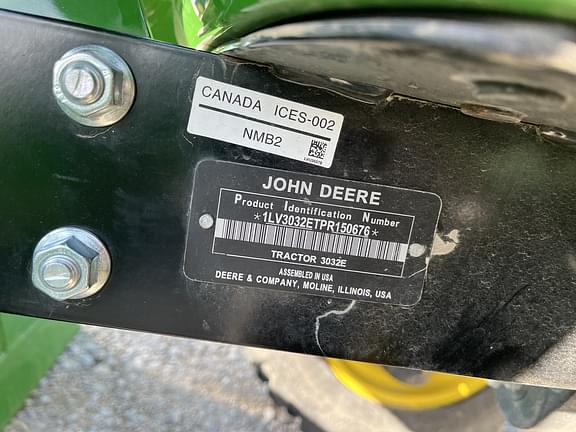 CANADA ICES-002
NMB2
JOHN DEERE
Product Identification Number
*1LV3032ETPR150676*
TRACTOR 3032E
ASSEMBLED IN USA
DEERE & COMPANY, MOLINE, ILLINOIS, USA